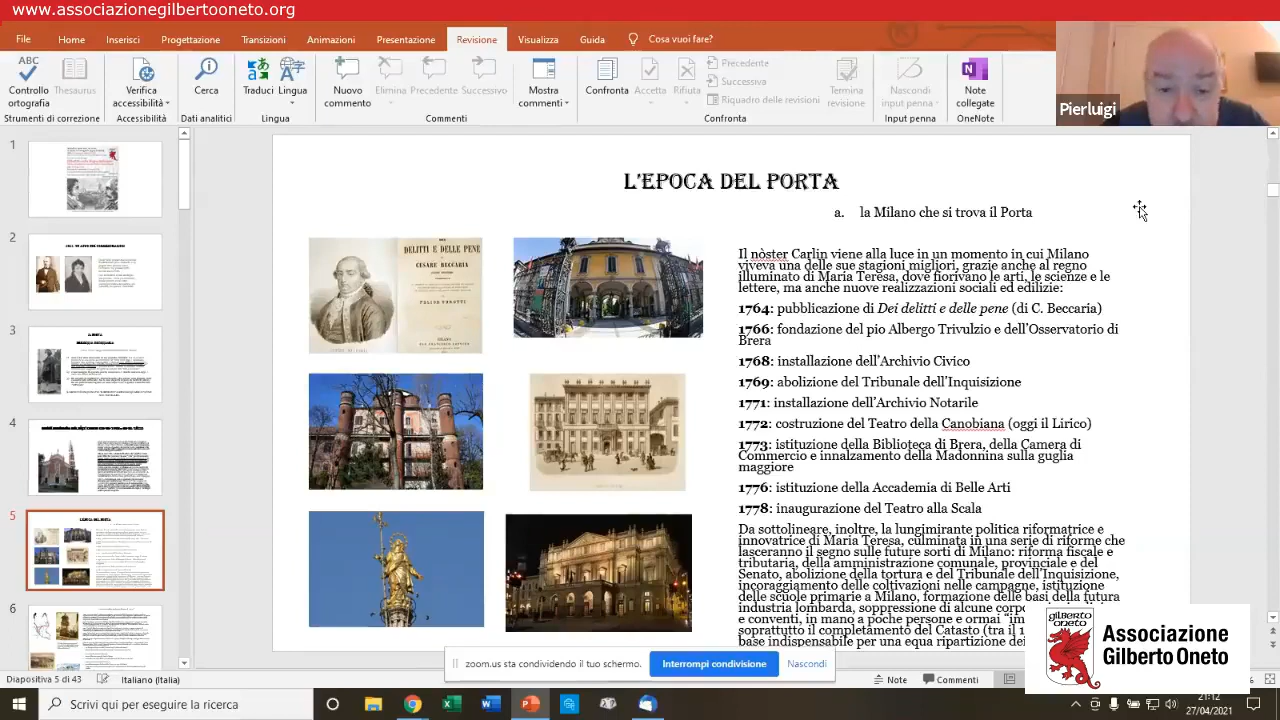 www.associazionegilbertooneto.org
File Home Inserisci Progettazione Transizioni Animazioni Presentazione Revisione Visualizza Guida Cosa vuoi fare?
ABC
Controllo ortografia
Thesaurus
Verifica accessibilità
Ricerca
Traduci
Lingua
Nuovo commento
Elimina
Precedente
Successivo
Mostra commenti
Confronta
Accetta
Rifiuta
Precedente
Successiva
Riquadro delle revisioni
Termina revisione
Nascondi input penna
Note collegate
Strumenti di correzione Accessibilità Dati analitici Lingua Commenti Confronta Input penna OneNote
Pierluigi
1
2
3
4
5
6
L'EPOCA DEL PORTA
a. la Milano che si trova il Porta
DELITTI E DELLE PENE
CESARE BECCARIA
Il nòster Carlin viene alla luce in un momento in cui Milano
viveva una delle sue stagioni migliori, grazie anche al regno
illuminato di Maria Teresa, dove fiorivano le arti, le scienze e le
lettere, ma anche nuove realizzazioni sociali ed edilizie:
1764: pubblicazione di Dei delitti e delle pene (di C. Beccaria)
1766: fondazione del pio Albergo Trivulzio e dell'Osservatorio di
Brera
1768: installazione dell'Archivio Civico
1769: abolizione del Tribunale dell'Inquisizione
1771: installazione dell'Archivio Notarile
1772: costruzione del Teatro della Canobbiana (oggi il Lirico)
1773: istituzione della Biblioteca di Brera, della Camera di
Commercio e innalzamento della Madonnina sulla guglia
maggiore
1776: istituzione della Accademia di Belle Arti
1778: inaugurazione del Teatro alla Scala
Da sottolineare, inoltre, la lungimirante politica riformatrice e
innovatrice di Maria Teresa, culminata in una serie di riforme che
lasceranno il segno sulle future sorti di Milano: riforma fiscale e
tributaria, della amministrazione comunale, provinciale e del
Senato, abolizione della tortura e del Tribunale dell'Inquisizione,
incoraggiamento delle coltivazioni nelle campagne, istituzione
delle scuole primarie a Milano, formazione delle basi della futura
industria lombarda, soppressione di alcune
e conventi, in mano a poche persone e
soprattutto il completamento del Catasto (tra il
base indispensabile per una equa ripartizione
zoom.us sta condividendo il tuo schermo. Interrompi condivisione Nascondi
gilberto
oneto
Associazione
Gilberto Oneto
Diapositiva 5 di 43 Italiano (Italia) Note Commenti
Scrivi qui per eseguire la ricerca
21:12
27/04/2021